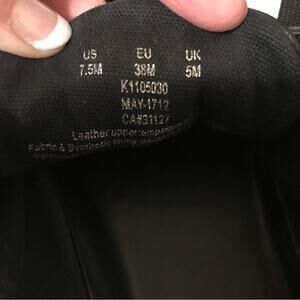 US EU UK
7.5M 38M 5M
K1105030
MAY-1712
CA#31127
Leather upper
Fabric & Synthetic lining